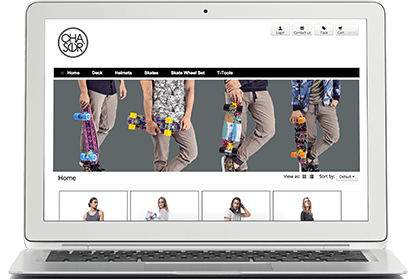 CHA
SER
Login
Contact us
Track
Cart
Home
Deck
Helmets
Skates
Skate Wheel Set
T-Tools
Home
View as:
Sort by: Default